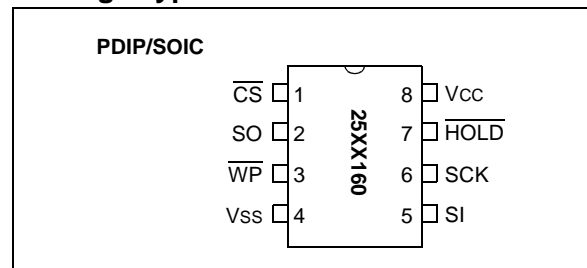 PDIP/SOIC
CS 1 8 VCC
SO 2 7 HOLD
WP 3 6 SCK
VSS 4 5 SI
25XX160